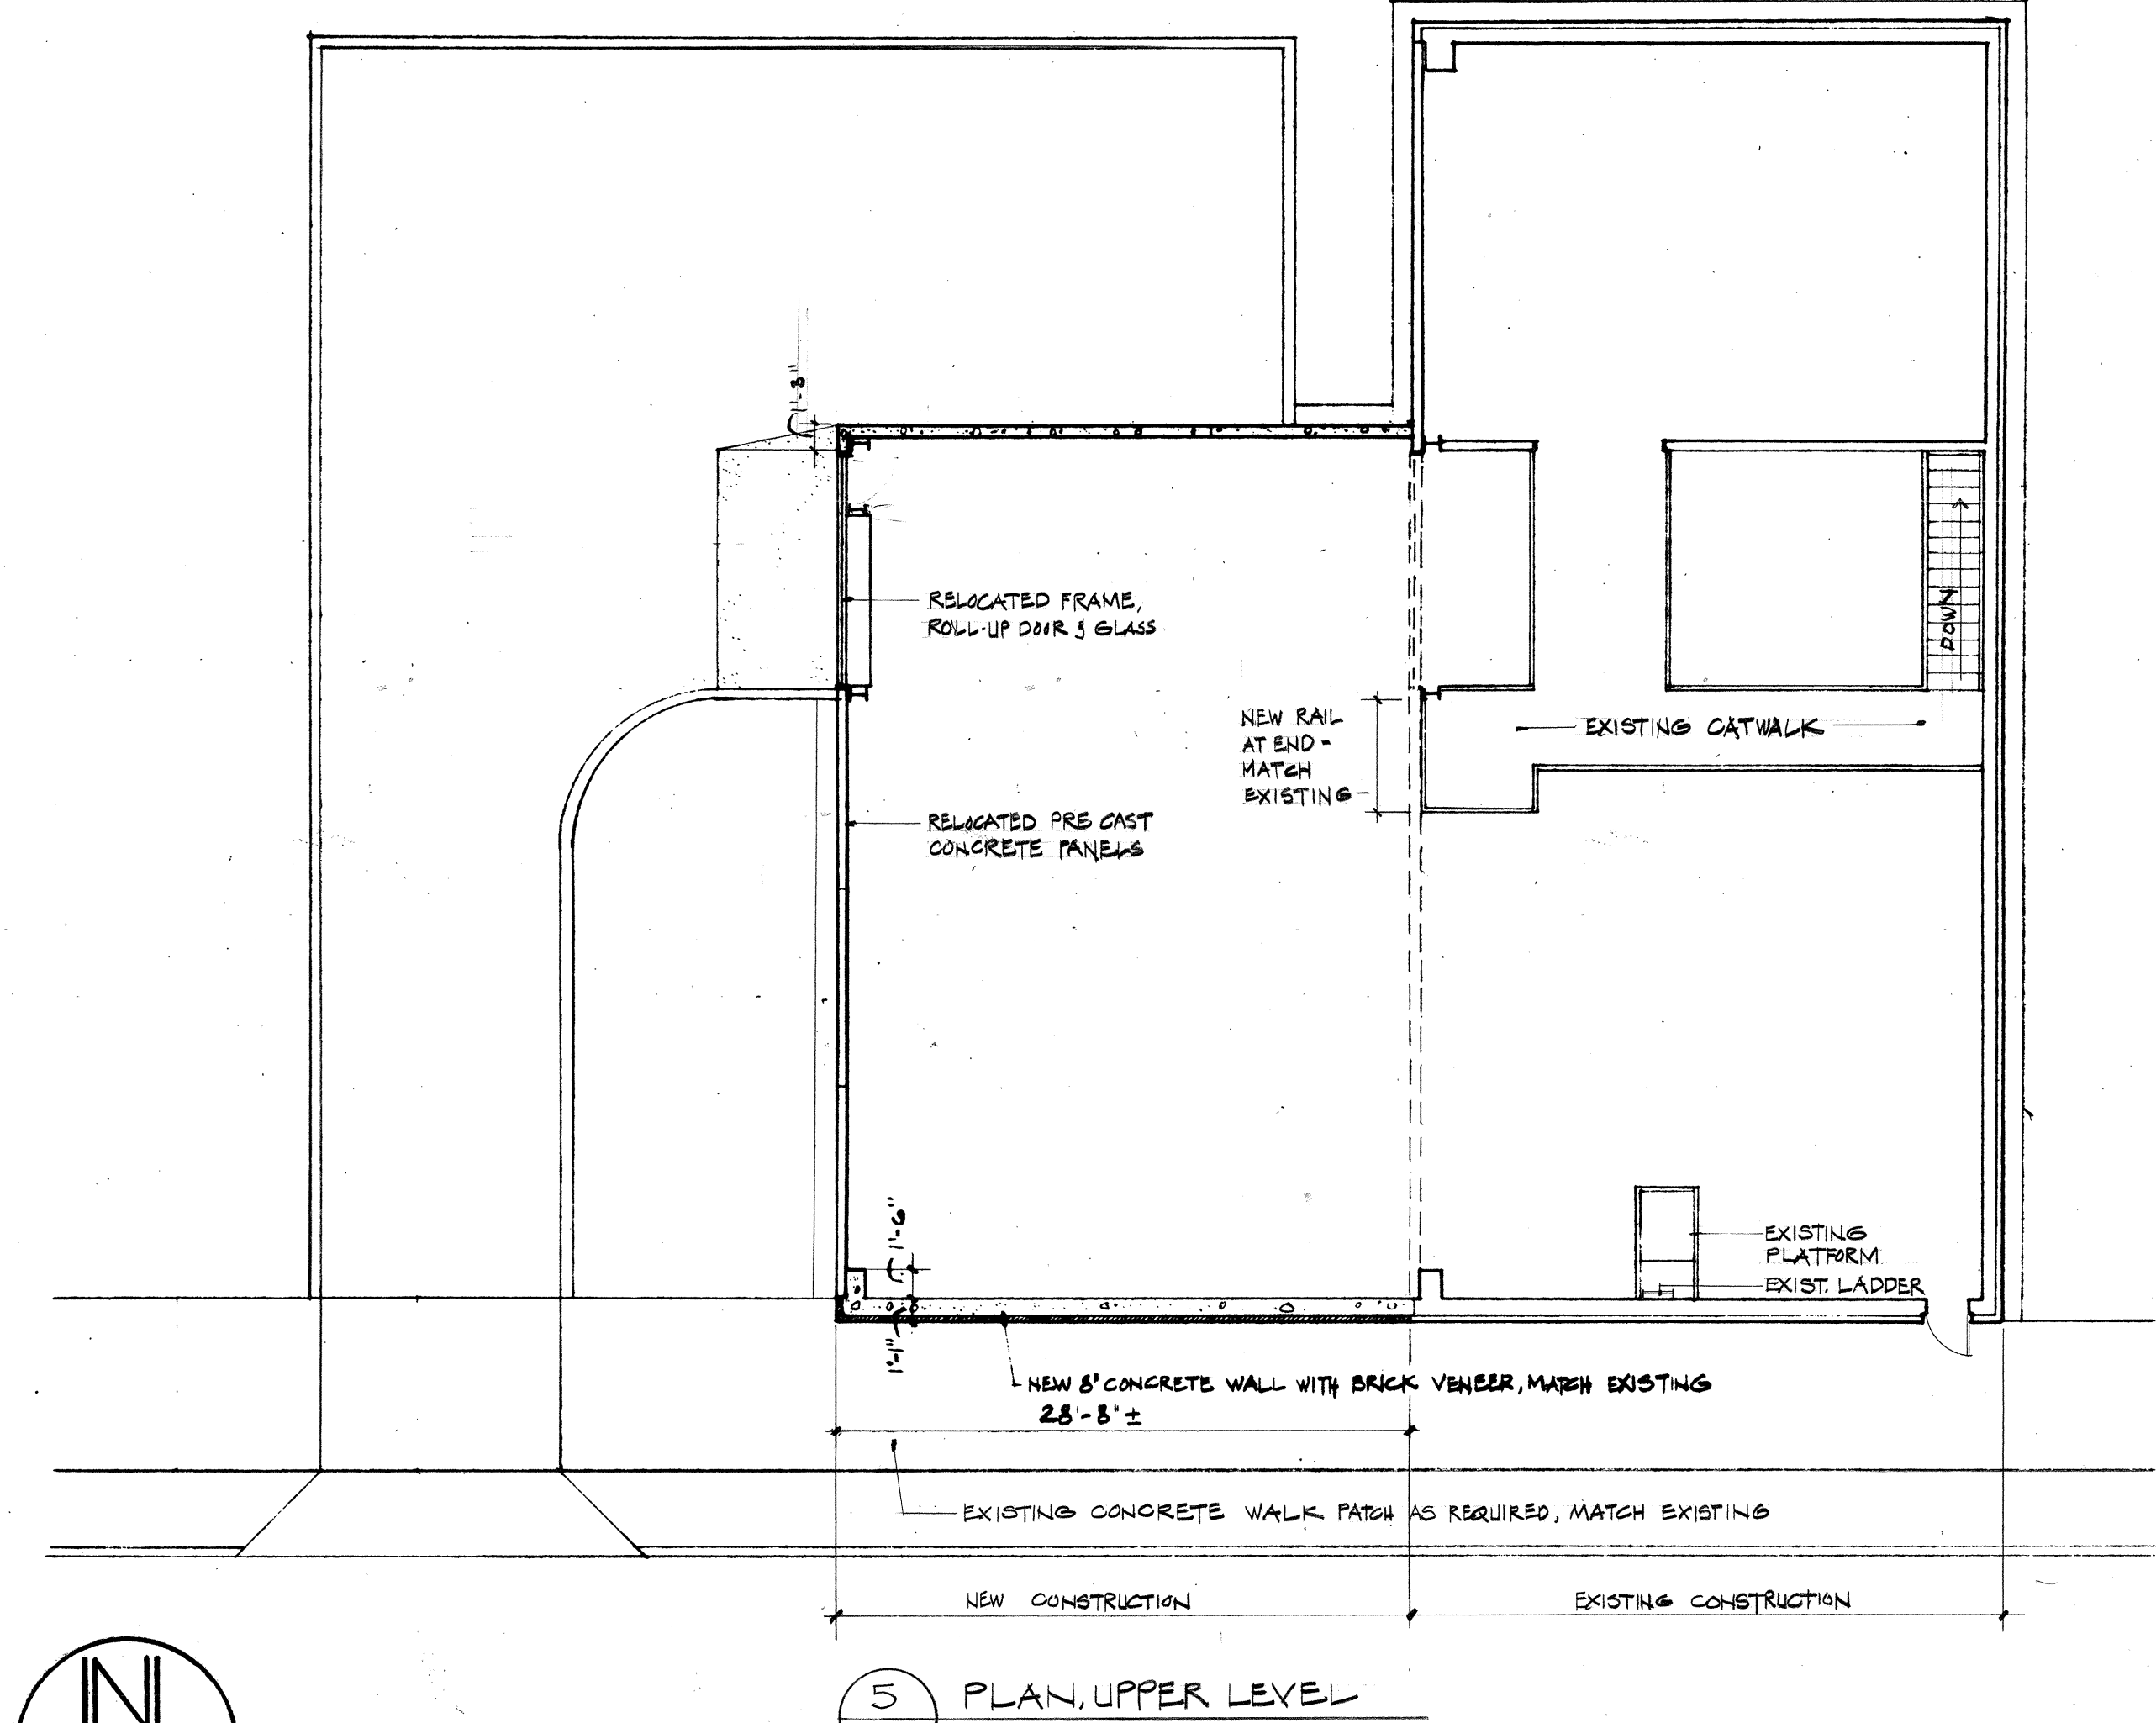 1'-3"
RELOCATED FRAME,
ROLL-UP DOOR & GLASS
DOWN
NEW RAIL
AT END -
MATCH
EXISTING
EXISTING CATWALK
RELOCATED PRE CAST
CONCRETE PANELS
1'-6"
EXISTING
PLATFORM
EXIST. LADDER
1'-1"
NEW 8" CONCRETE WALL WITH BRICK VENEER, MATCH EXISTING
28'-8" ±
EXISTING CONCRETE WALK PATCH AS REQUIRED, MATCH EXISTING
NEW CONSTRUCTION
EXISTING CONSTRUCTION
N
5 PLAN, UPPER LEVEL